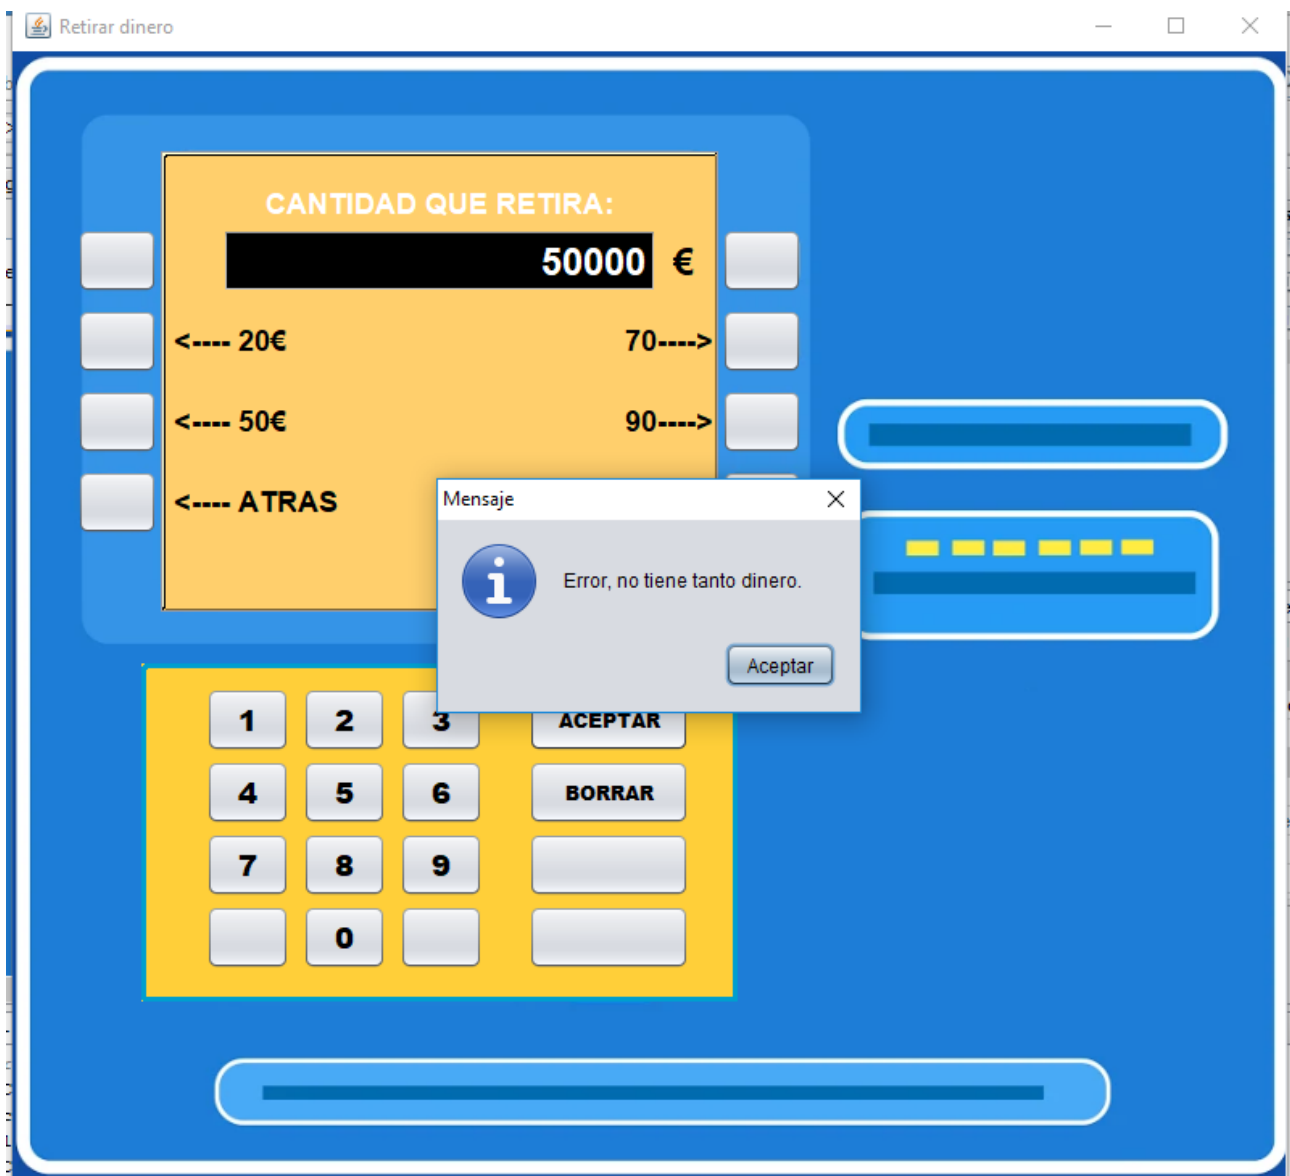 Retirar dinero
CANTIDAD QUE RETIRA:
50000 €
<---- 20€ 70---->
<---- 50€ 90---->
<---- ATRAS
Mensaje
Error, no tiene tanto dinero.
Aceptar
1 2 3 ACEPTAR
4 5 6 BORRAR
7 8 9
0